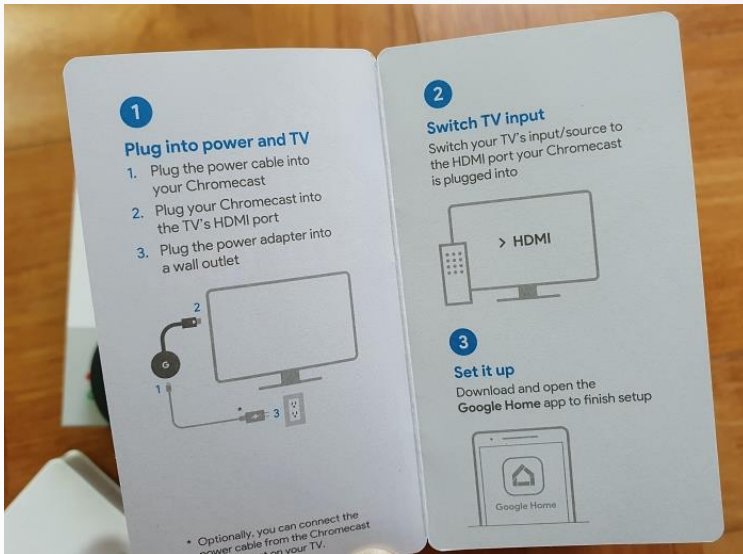 1
Plug into power and TV
1. Plug the power cable into
your Chromecast
2. Plug your Chromecast into
the TV's HDMI port
3. Plug the power adapter into
a wall outlet
2
G
1
* 3
* Optionally, you can connect the
power cable from the Chromecast
on your TV.
2
Switch TV input
Switch your TV's input/source to
the HDMI port your Chromecast
is plugged into
> HDMI
3
Set it up
Download and open the
Google Home app to finish setup
Google Home